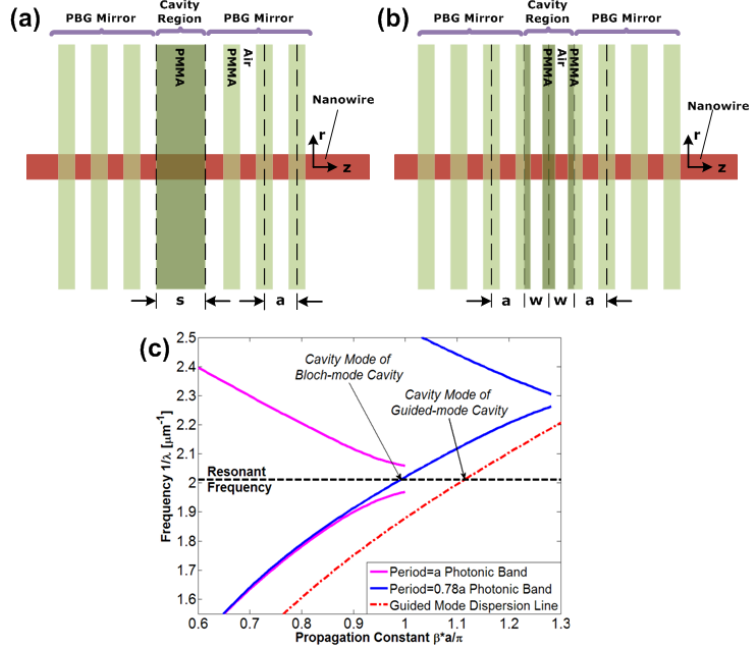 (a)
PBG Mirror
Cavity
Region
PBG Mirror
PMMA
PMMA
Air
Nanowire
r
z
s
a
(b)
PBG Mirror
Cavity
Region
PBG Mirror
PMMA
Air
PMMA
Nanowire
r
z
a
w
w
a
(c)
2.5
2.4
2.3
2.2
2.1
2
1.9
1.8
1.7
1.6
1.5
Frequency 1/λ [μm⁻¹]
Cavity Mode of
Bloch-mode Cavity
Cavity Mode of
Guided-mode Cavity
Resonant
Frequency
Period=a Photonic Band
Period=0.78a Photonic Band
Guided Mode Dispersion Line
0.6 0.7 0.8 0.9 1 1.1 1.2 1.3
Propagation Constant β*a/π